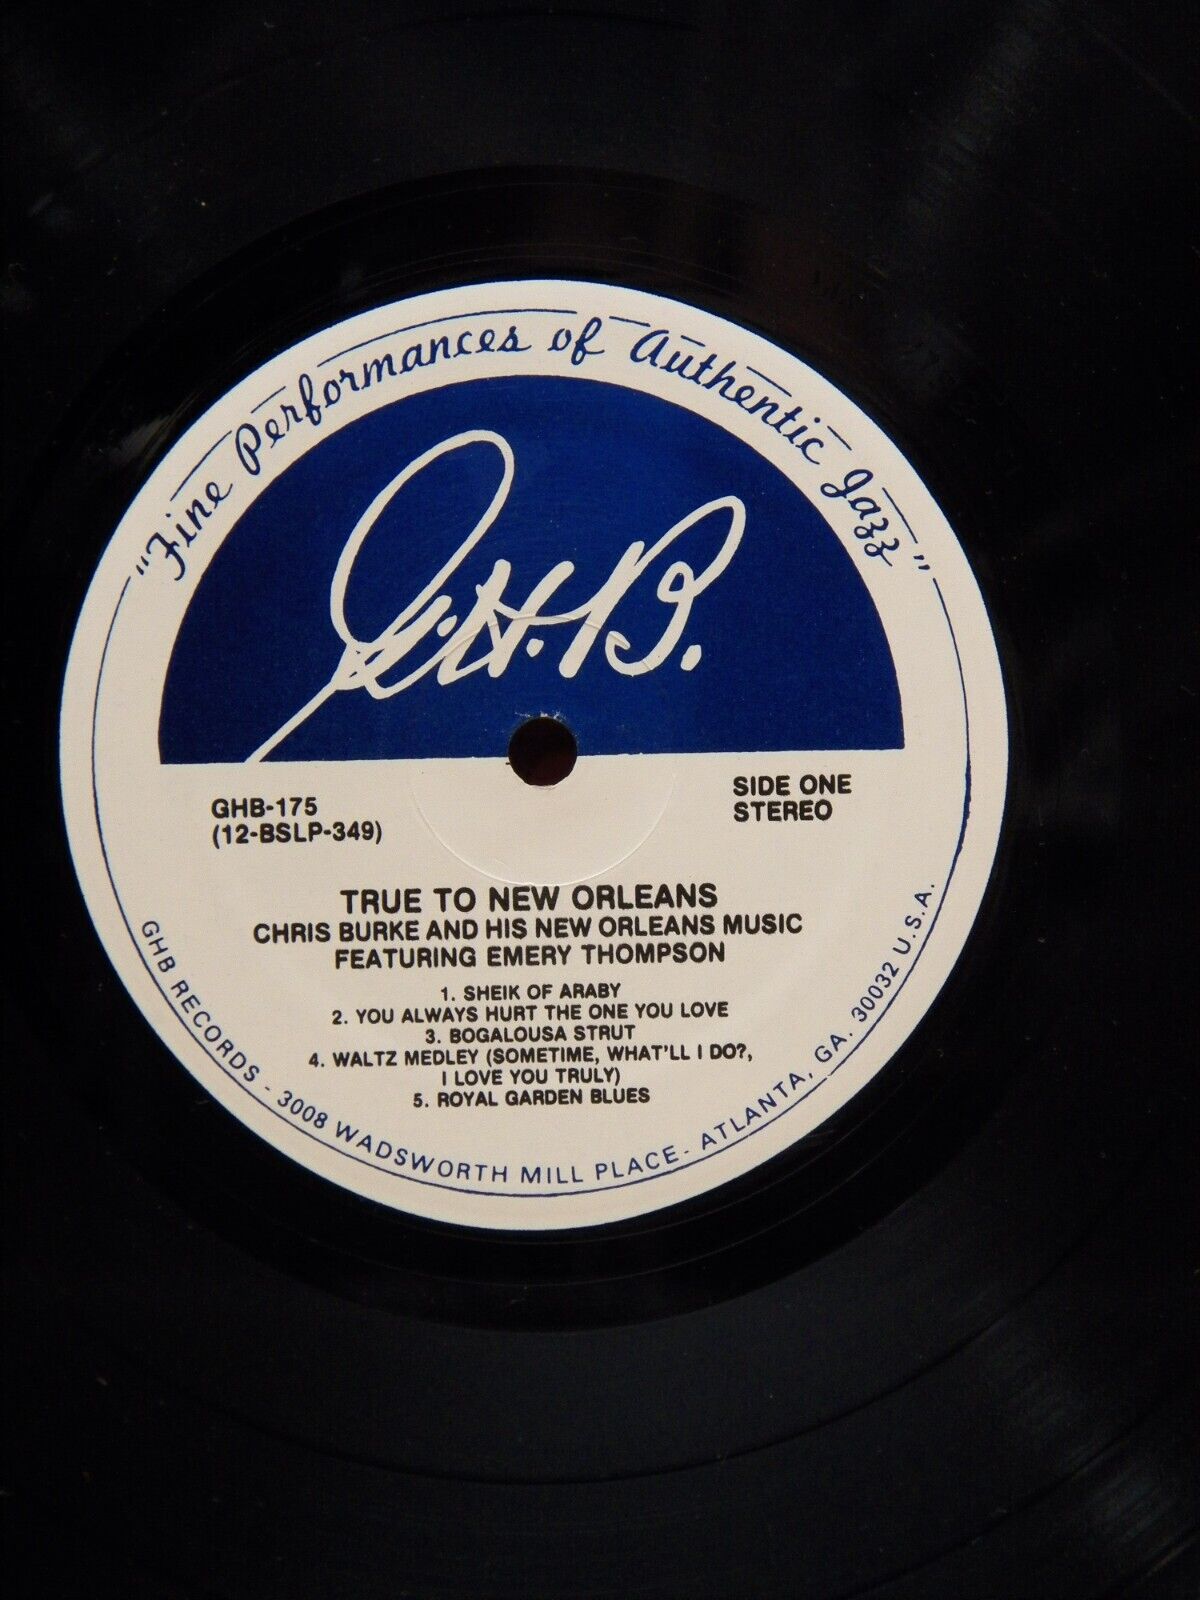 "Fine Performances of Authentic Jazz"
G.H.B.
GHB-175
(12-BSLP-349)
SIDE ONE
STEREO
TRUE TO NEW ORLEANS
CHRIS BURKE AND HIS NEW ORLEANS MUSIC
FEATURING EMERY THOMPSON
1. SHEIK OF ARABY
2. YOU ALWAYS HURT THE ONE YOU LOVE
3. BOGALOUSA STRUT
4. WALTZ MEDLEY (SOMETIME, WHAT'LL I DO?,
I LOVE YOU TRULY)
5. ROYAL GARDEN BLUES
GHB RECORDS - 3008 WADSWORTH MILL PLACE- ATLANTA, GA. 30032 U.S.A.